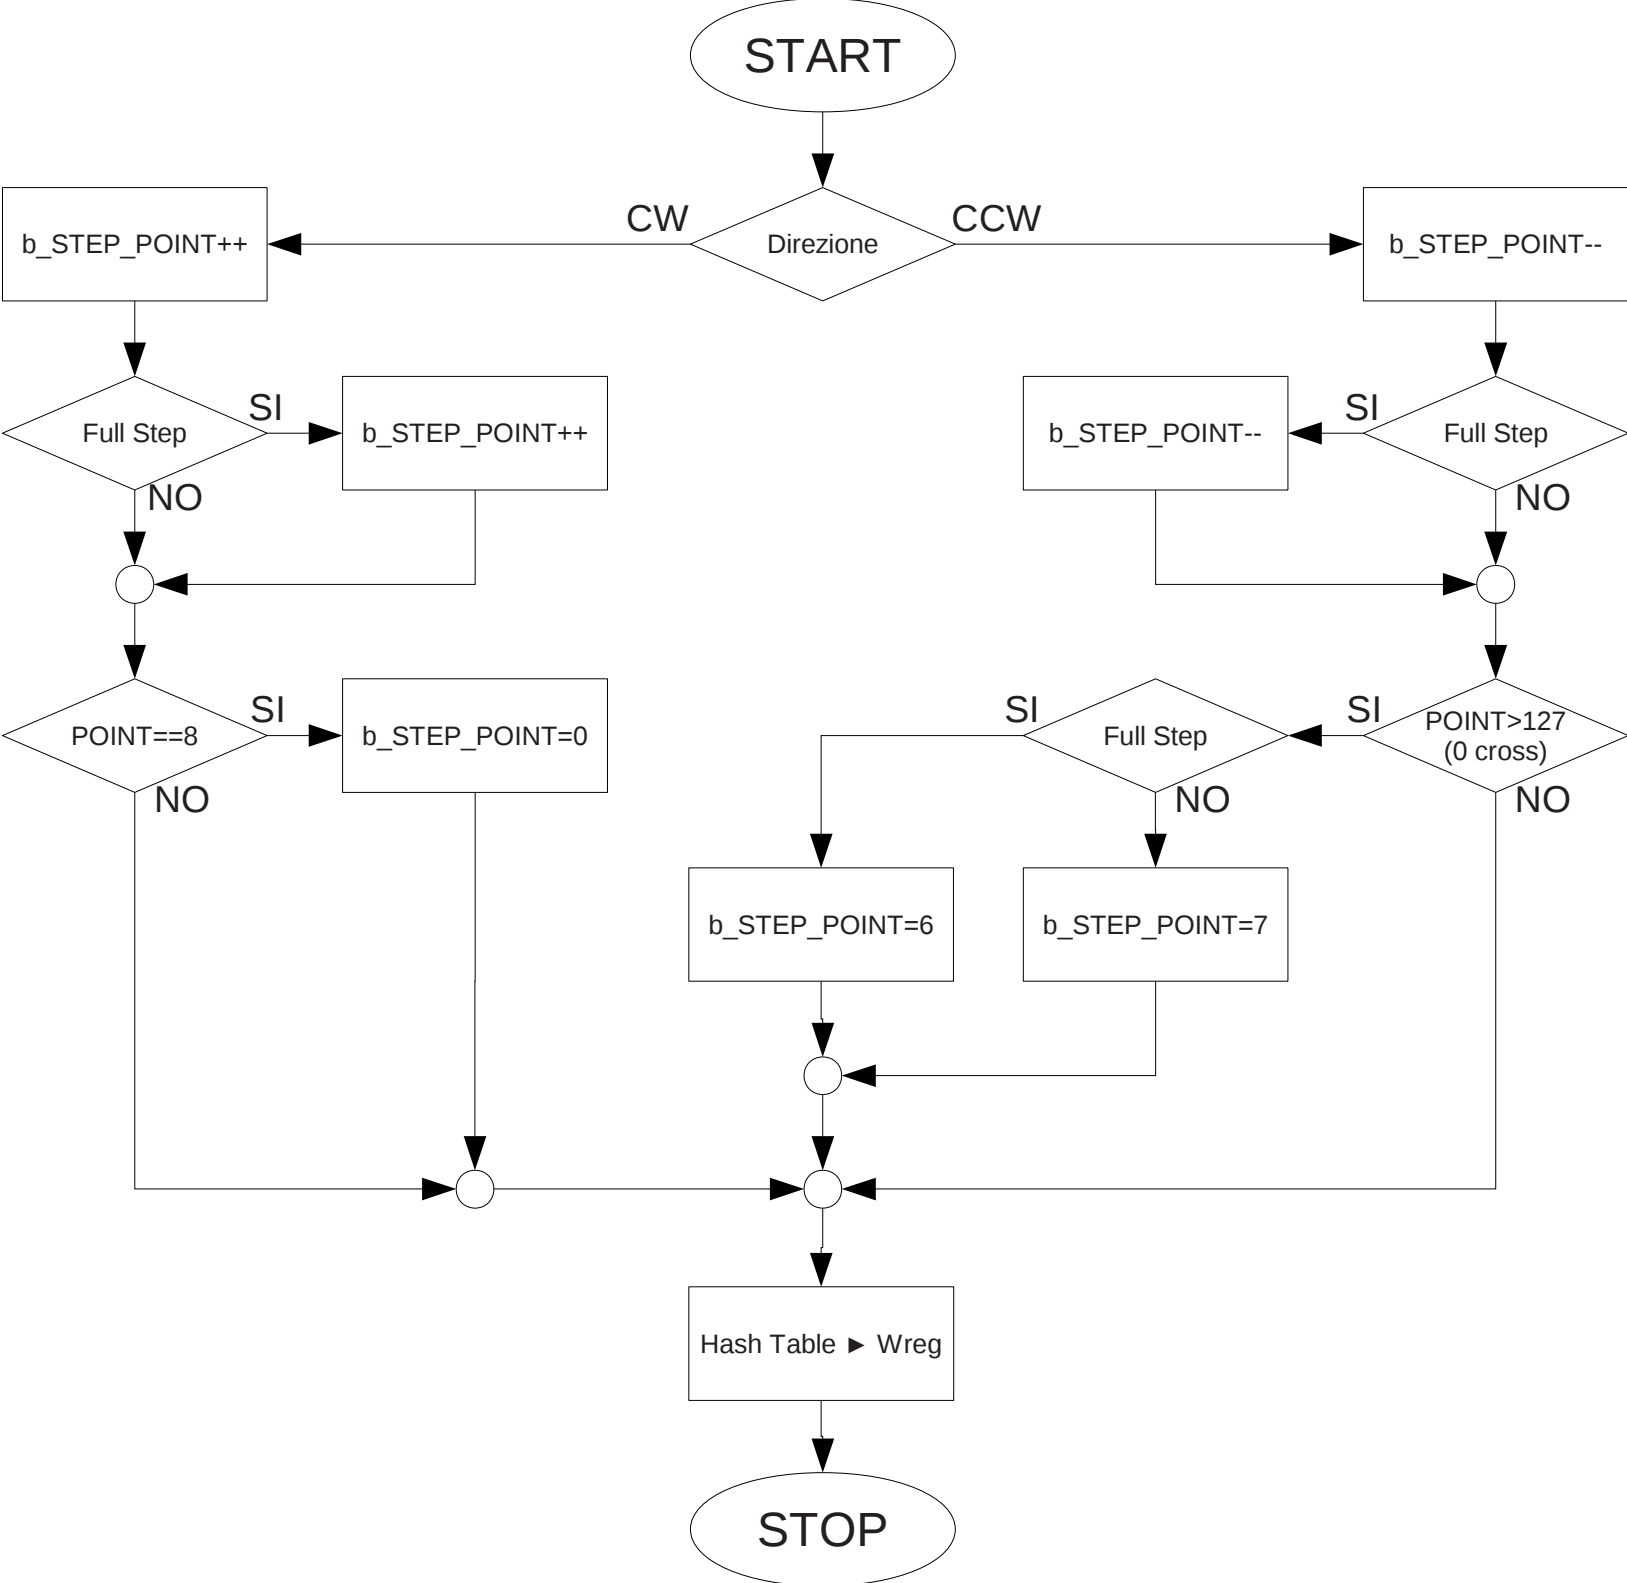 START
CW
CCW
b_STEP_POINT++
Direzione
b_STEP_POINT--
SI
SI
Full Step
b_STEP_POINT++
b_STEP_POINT--
Full Step
NO
NO
SI
SI
SI
POINT==8
b_STEP_POINT=0
Full Step
POINT>127
(0 cross)
NO
NO
NO
b_STEP_POINT=6
b_STEP_POINT=7
Hash Table ► Wreg
STOP